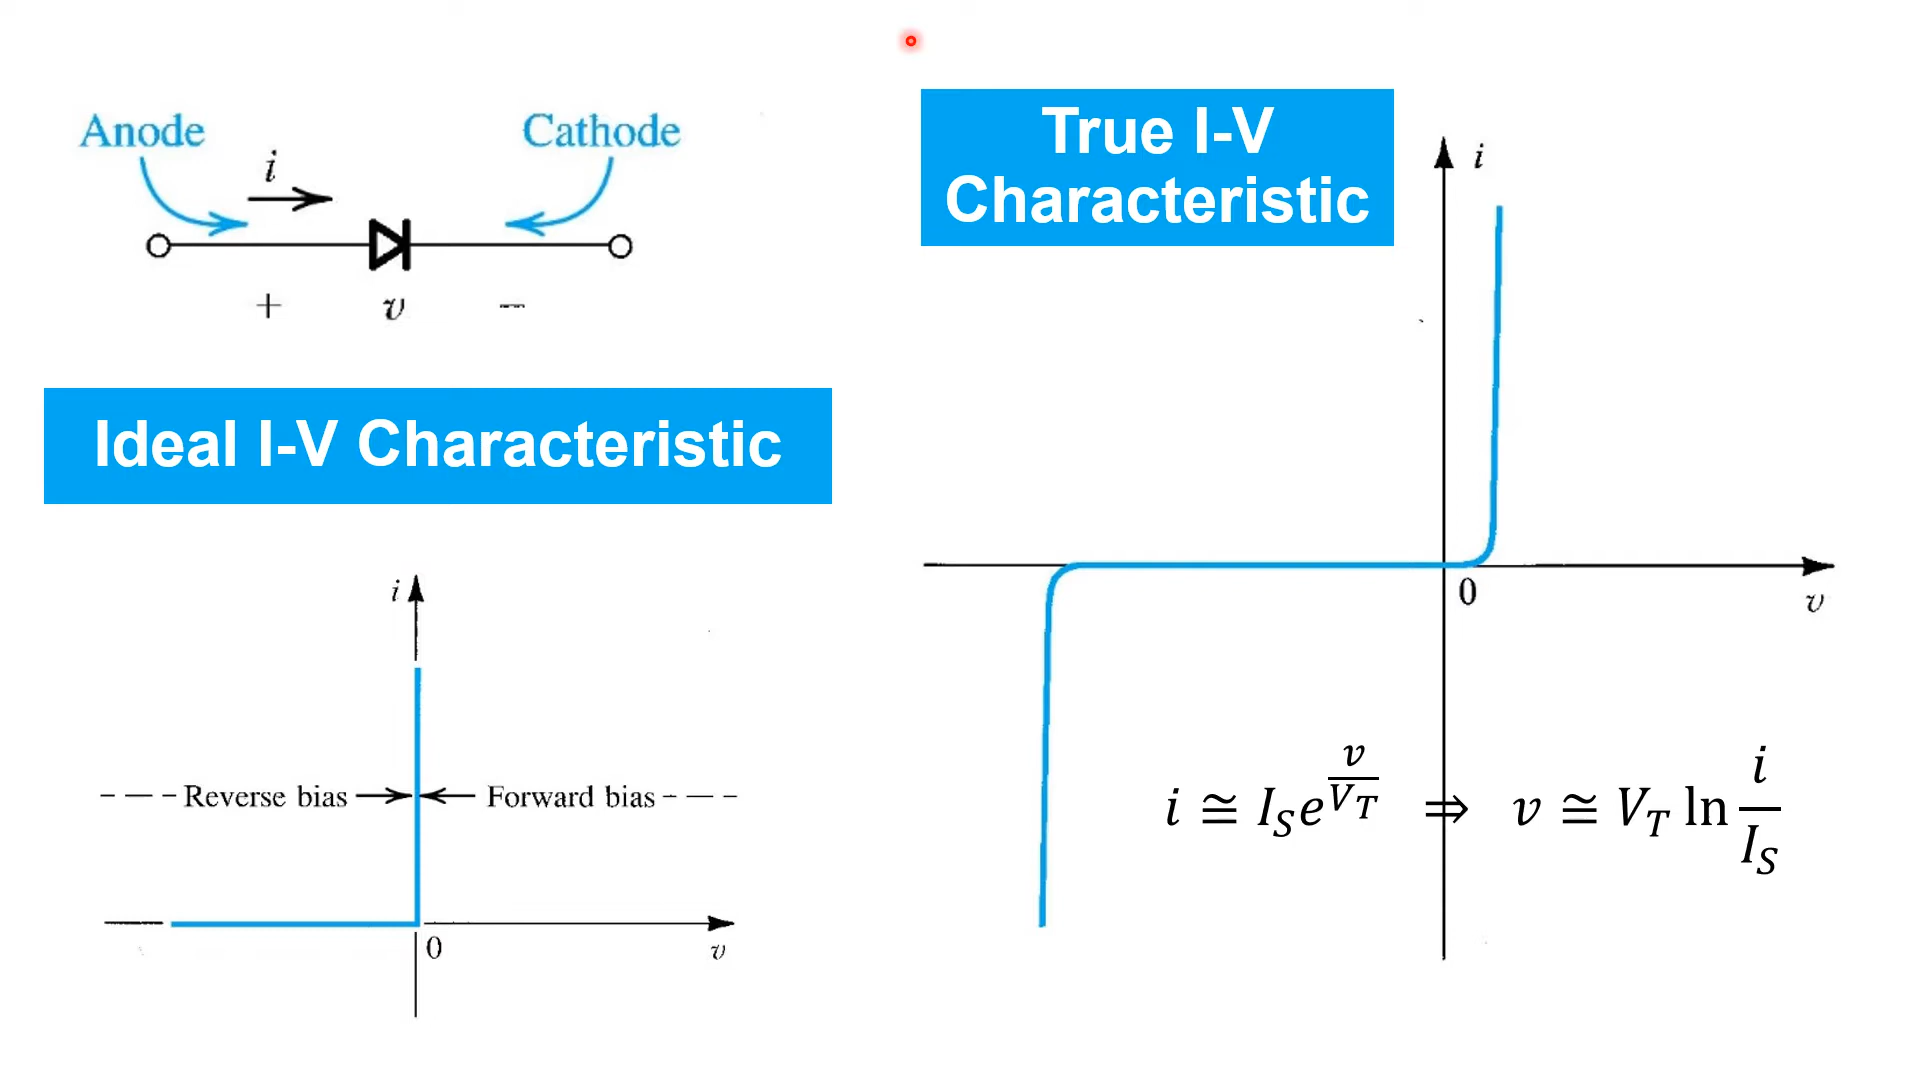 Anode
Cathode
i
+ v −
Ideal I-V Characteristic
i
Reverse bias
Forward bias
0
v
True I-V
Characteristic
i
0
v
i ≅ I_S e^{v/V_T} ⇒ v ≅ V_T ln i/I_S